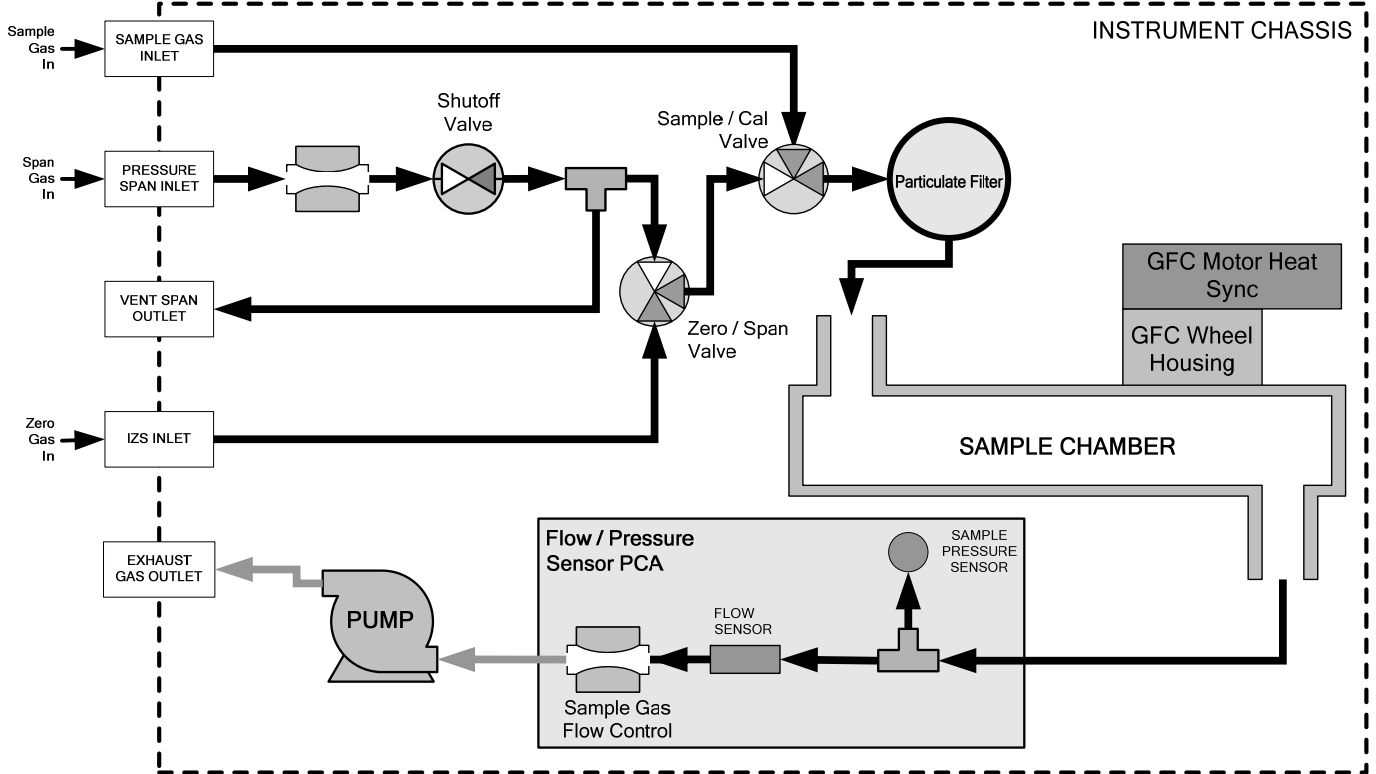 INSTRUMENT CHASSIS
Sample
Gas
In
SAMPLE GAS
INLET
Shutoff
Valve
Sample / Cal
Valve
Span
Gas
In
PRESSURE
SPAN INLET
Particulate Filter
GFC Motor Heat
Sync
VENT SPAN
OUTLET
Zero / Span
Valve
GFC Wheel
Housing
Zero
Gas
In
IZS INLET
SAMPLE CHAMBER
EXHAUST
GAS OUTLET
Flow / Pressure
Sensor PCA
SAMPLE
PRESSURE
SENSOR
PUMP
FLOW
SENSOR
Sample Gas
Flow Control